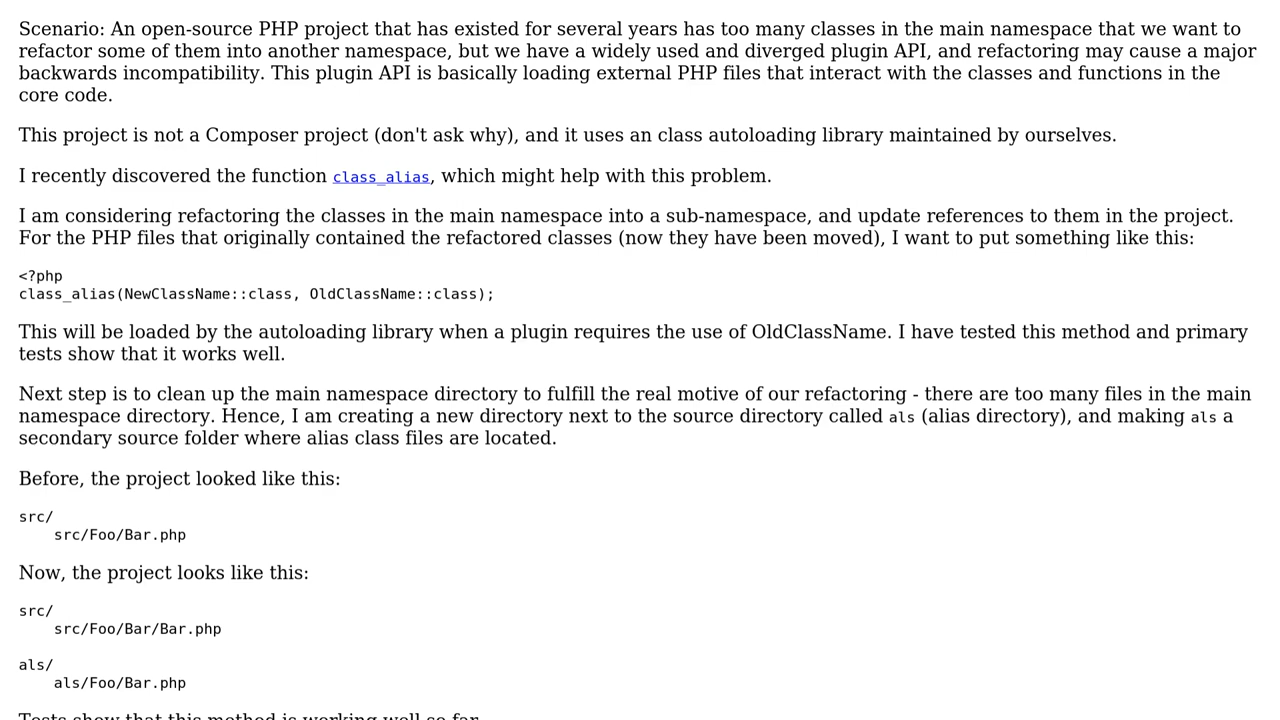 Scenario: An open-source PHP project that has existed for several years has too many classes in the main namespace that we want to
refactor some of them into another namespace, but we have a widely used and diverged plugin API, and refactoring may cause a major
backwards incompatibility. This plugin API is basically loading external PHP files that interact with the classes and functions in the
core code.
This project is not a Composer project (don't ask why), and it uses an class autoloading library maintained by ourselves.
I recently discovered the function class_alias, which might help with this problem.
I am considering refactoring the classes in the main namespace into a sub-namespace, and update references to them in the project.
For the PHP files that originally contained the refactored classes (now they have been moved), I want to put something like this:
<?php
class_alias(NewClassName::class, OldClassName::class);
This will be loaded by the autoloading library when a plugin requires the use of OldClassName. I have tested this method and primary
tests show that it works well.
Next step is to clean up the main namespace directory to fulfill the real motive of our refactoring - there are too many files in the main
namespace directory. Hence, I am creating a new directory next to the source directory called als (alias directory), and making als a
secondary source folder where alias class files are located.
Before, the project looked like this:
src/
src/Foo/Bar.php
Now, the project looks like this:
src/
src/Foo/Bar/Bar.php
als/
als/Foo/Bar.php
Tests show that this method is working well so far.